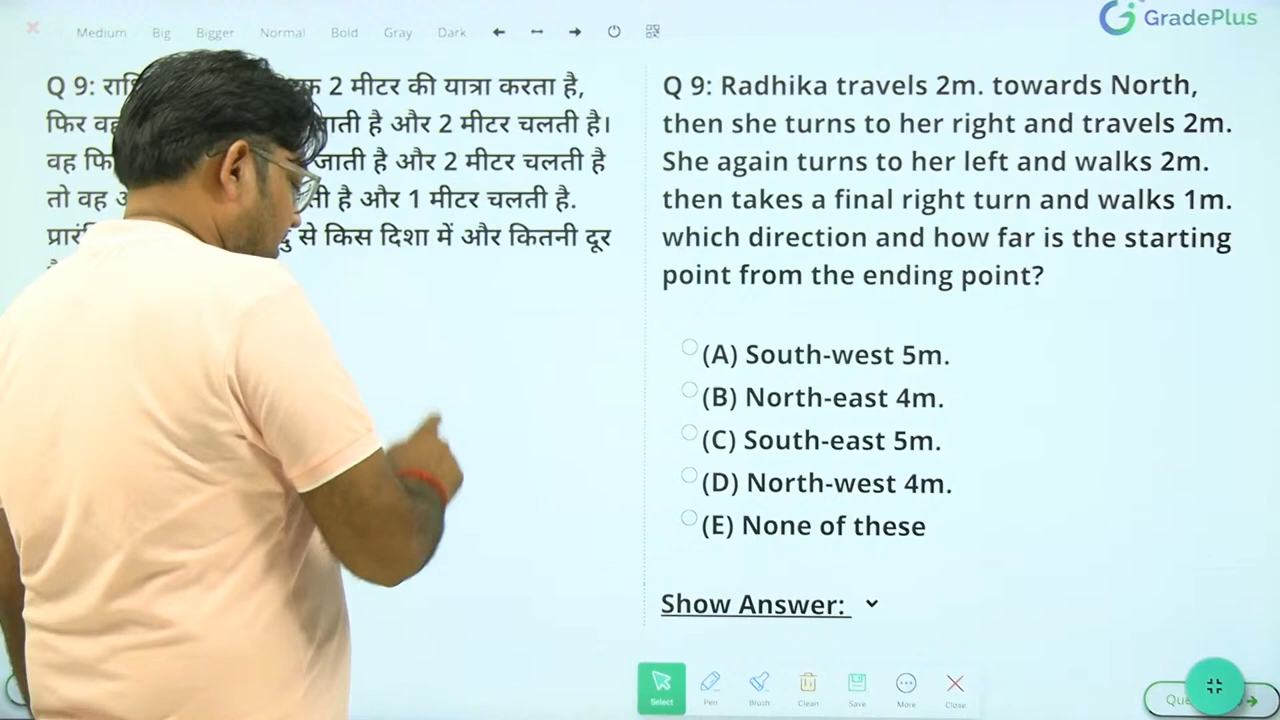 Medium Big Bigger Normal Bold Gray Dark
GradePlus
Q 9: 2 मीटर की यात्रा करता है,
फिर है और 2 मीटर चलती है।
वह जाती है और 2 मीटर चलती है
तो वह है और 1 मीटर चलती है.
से किस दिशा में और कितनी दूर
Q 9: Radhika travels 2m. towards North,
then she turns to her right and travels 2m.
She again turns to her left and walks 2m.
then takes a final right turn and walks 1m.
which direction and how far is the starting
point from the ending point?
(A) South-west 5m.
(B) North-east 4m.
(C) South-east 5m.
(D) North-west 4m.
(E) None of these
Show Answer:
Select Pen Brush Clean Save More Close